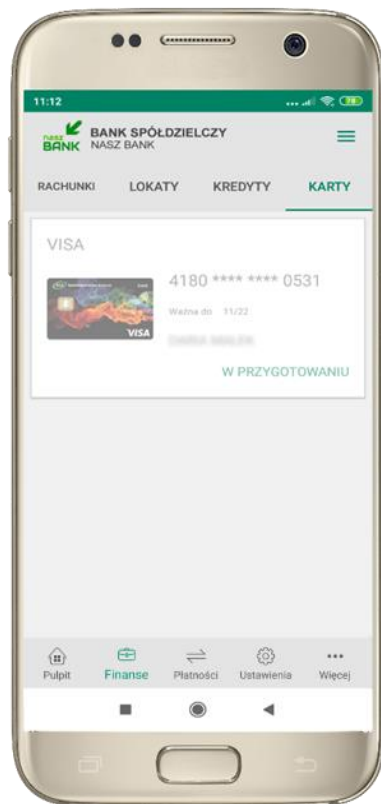 11:12
78
nasz
BANK
BANK SPÓŁDZIELCZY
NASZ BANK
RACHUNKI LOKATY KREDYTY KARTY
VISA
4180 **** **** 0531
Ważna do 11/22
VISA
W PRZYGOTOWANIU
Pulpit Finanse Płatności Ustawienia Więcej